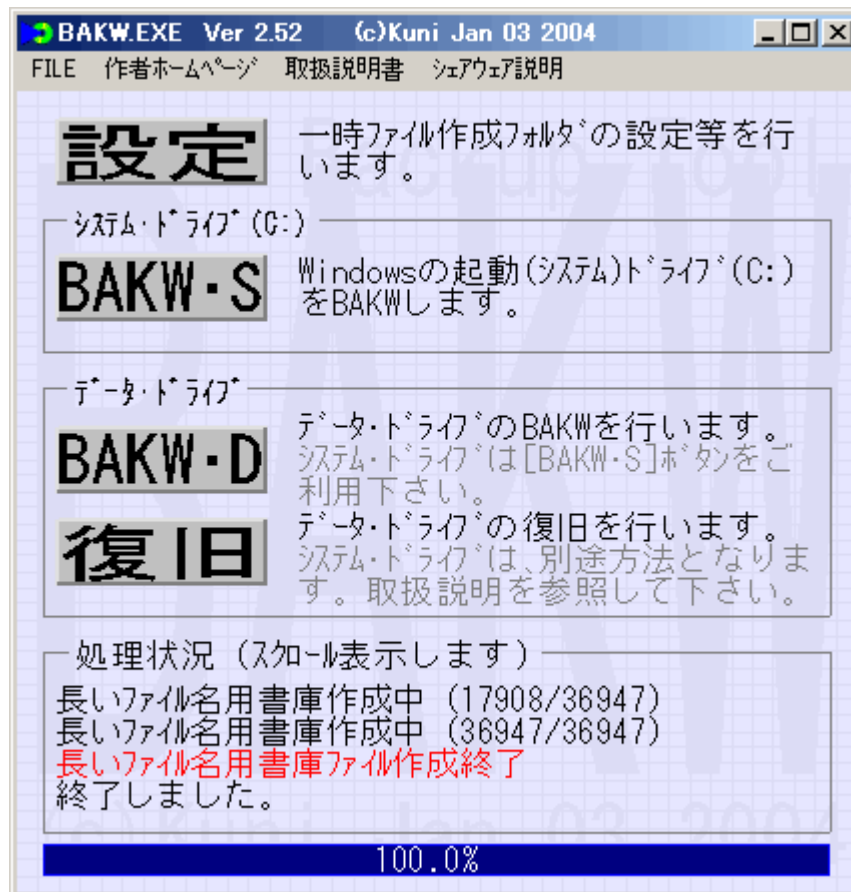 BAKW.EXE Ver 2.52 (c)Kuni Jan 03 2004
FILE 作者ﾎｰﾑﾍﾟｰｼﾞ 取扱説明書 ｼｪｱｳｪｱ説明
設定
一時ﾌｧｲﾙ作成ﾌｫﾙﾀﾞの設定等を行
います。
ｼｽﾃﾑ･ﾄﾞﾗｲﾌﾞ(C:)
BAKW･S
Windowsの起動(ｼｽﾃﾑ)ﾄﾞﾗｲﾌﾞ(C:)
をBAKWします。
ﾃﾞｰﾀ･ﾄﾞﾗｲﾌﾞ
BAKW･D
ﾃﾞｰﾀ･ﾄﾞﾗｲﾌﾞのBAKWを行います。
ｼｽﾃﾑ･ﾄﾞﾗｲﾌﾞは[BAKW･S]ﾎﾞﾀﾝをご
利用下さい。
復旧
ﾃﾞｰﾀ･ﾄﾞﾗｲﾌﾞの復旧を行います。
ｼｽﾃﾑ･ﾄﾞﾗｲﾌﾞは、別途方法となりま
す。取扱説明を参照して下さい。
処理状況（ｽｸﾛｰﾙ表示します）
長いﾌｧｲﾙ名用書庫作成中 (17908/36947)
長いﾌｧｲﾙ名用書庫作成中 (36947/36947)
長いﾌｧｲﾙ名用書庫ﾌｧｲﾙ作成終了
終了しました。
100.0%
Backup Tool
BAKW
(c)Kuni Jan 03 2004